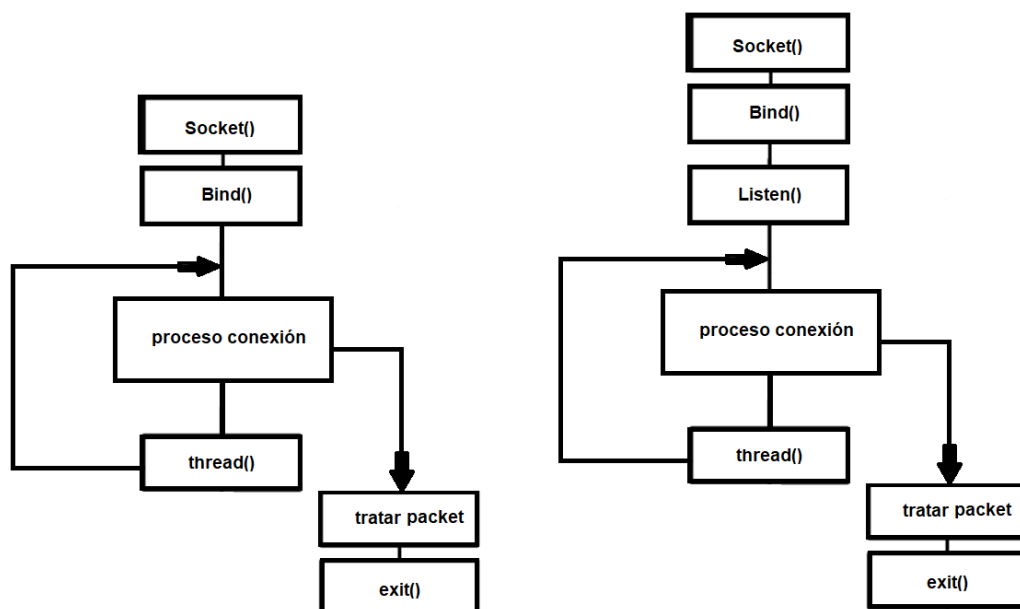 Socket()
Bind()
proceso conexión
thread()
tratar packet
exit()
Socket()
Bind()
Listen()
proceso conexión
thread()
tratar packet
exit()